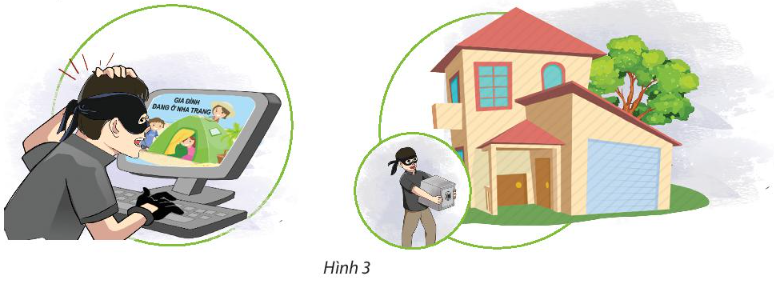 GIA ĐÌNH
ĐANG Ở NHA TRANG
Hình 3